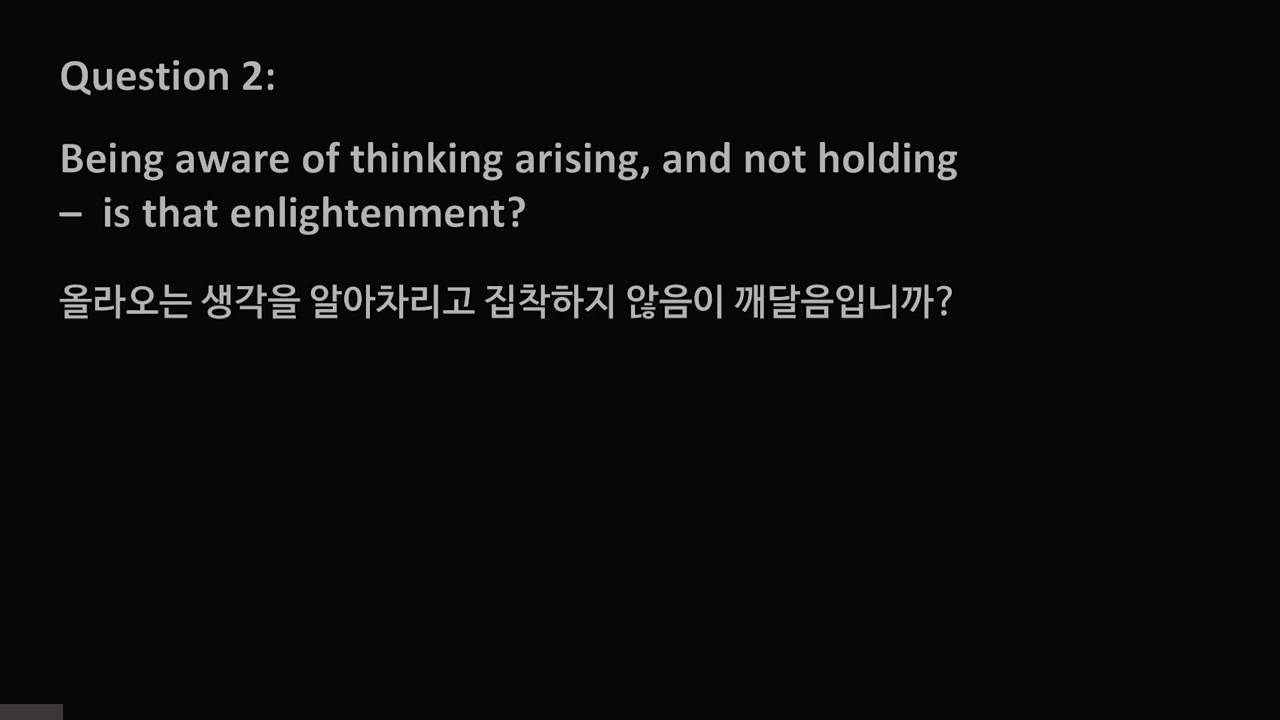 Question 2:
Being aware of thinking arising, and not holding
– is that enlightenment?
올라오는 생각을 알아차리고 집착하지 않음이 깨달음입니까?